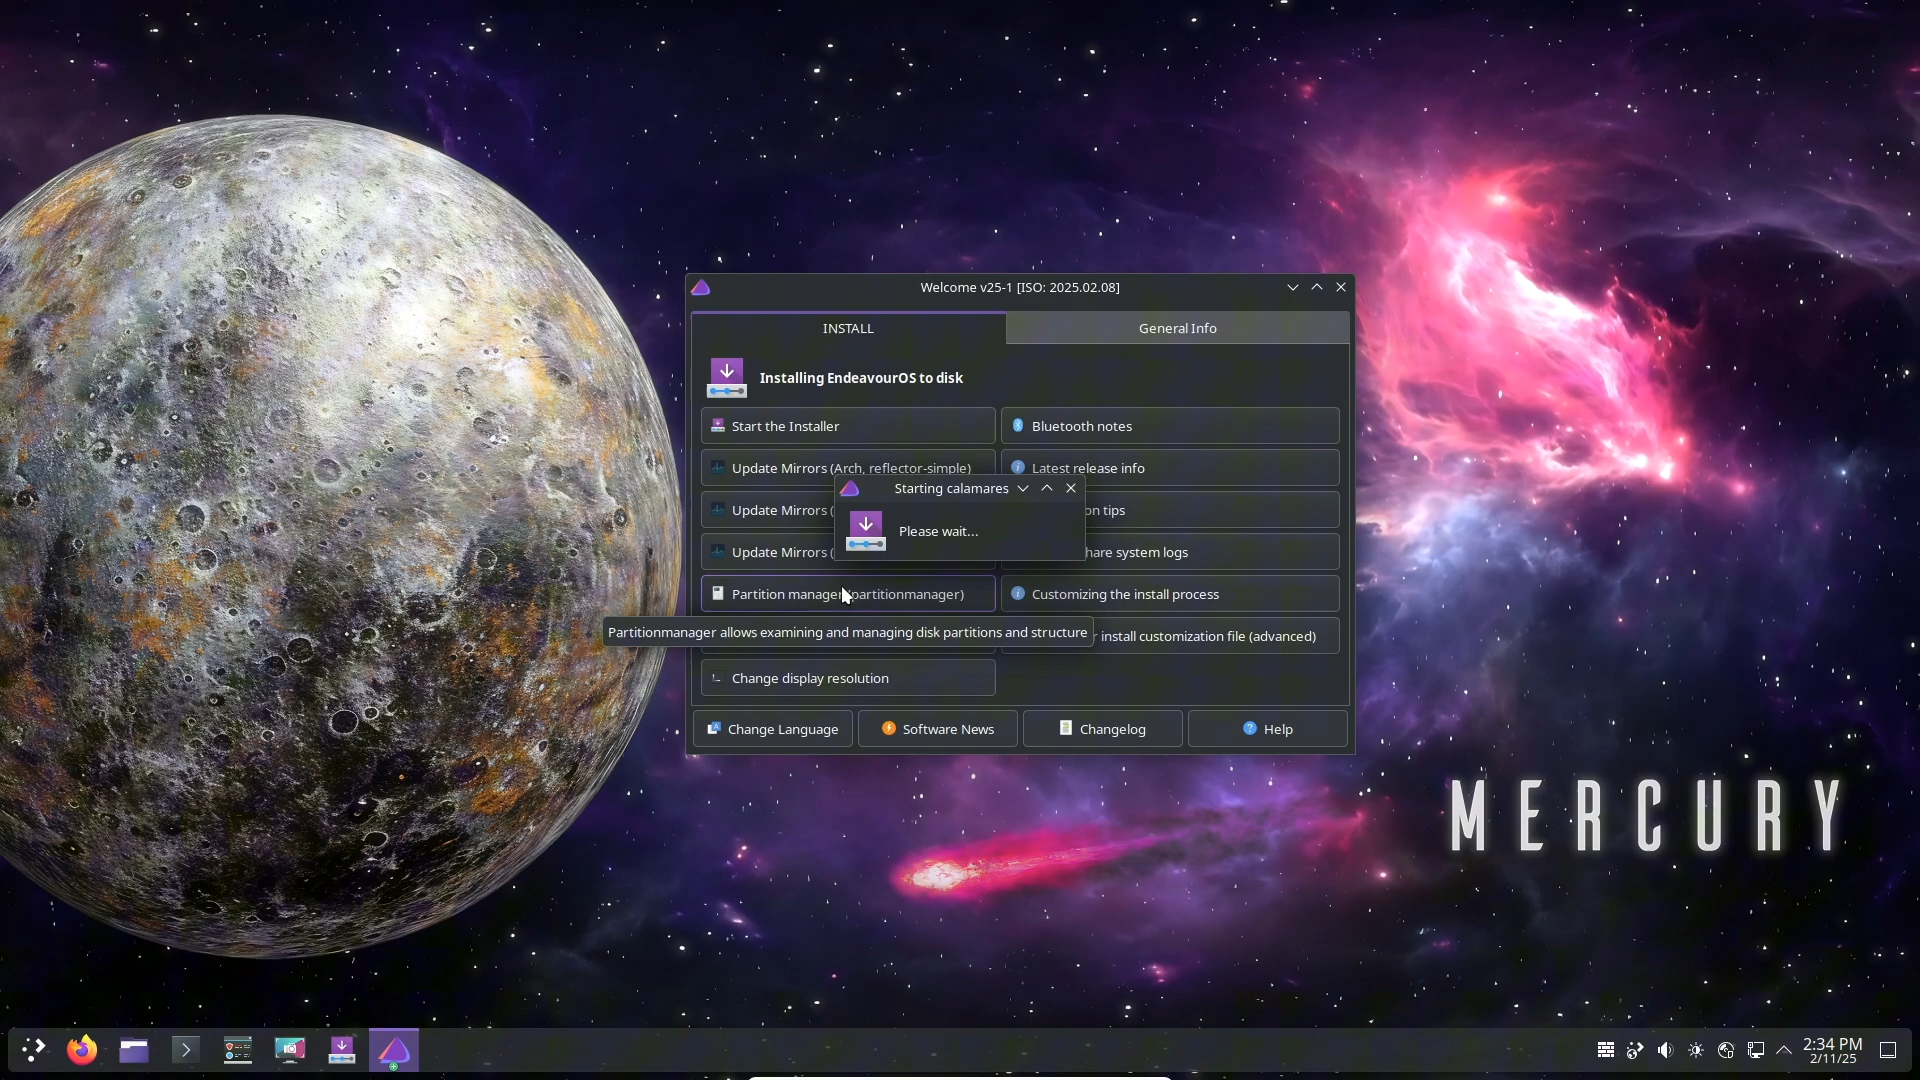 Welcome v25-1 [ISO: 2025.02.08]
INSTALL
General Info
Installing EndeavourOS to disk
Start the Installer
Bluetooth notes
Update Mirrors (Arch, reflector-simple)
Latest release info
Starting calamares
Update Mirrors (
on tips
Please wait...
Update Mirrors (
hare system logs
Partition manager partitionmanager)
Customizing the install process
Partitionmanager allows examining and managing disk partitions and structure
r install customization file (advanced)
Change display resolution
Change Language
Software News
Changelog
Help
MERCURY
2:34 PM
2/11/25